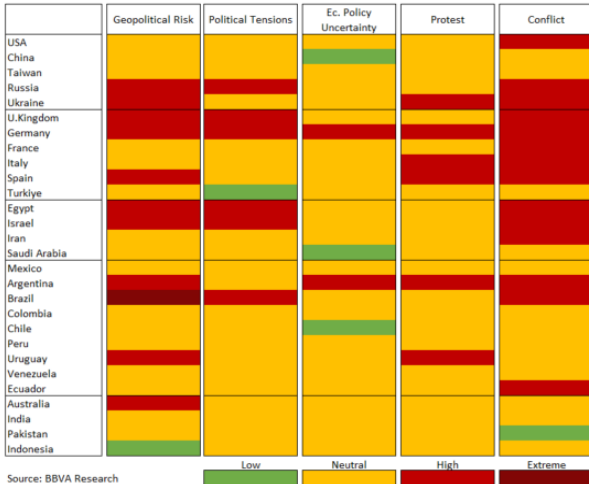 Geopolitical Risk Political Tensions Ec. Policy Uncertainty Protest Conflict
USA
China
Taiwan
Russia
Ukraine
U.Kingdom
Germany
France
Italy
Spain
Turkiye
Egypt
Israel
Iran
Saudi Arabia
Mexico
Argentina
Brazil
Colombia
Chile
Peru
Uruguay
Venezuela
Ecuador
Australia
India
Pakistan
Indonesia
Low Neutral High Extreme
Source: BBVA Research